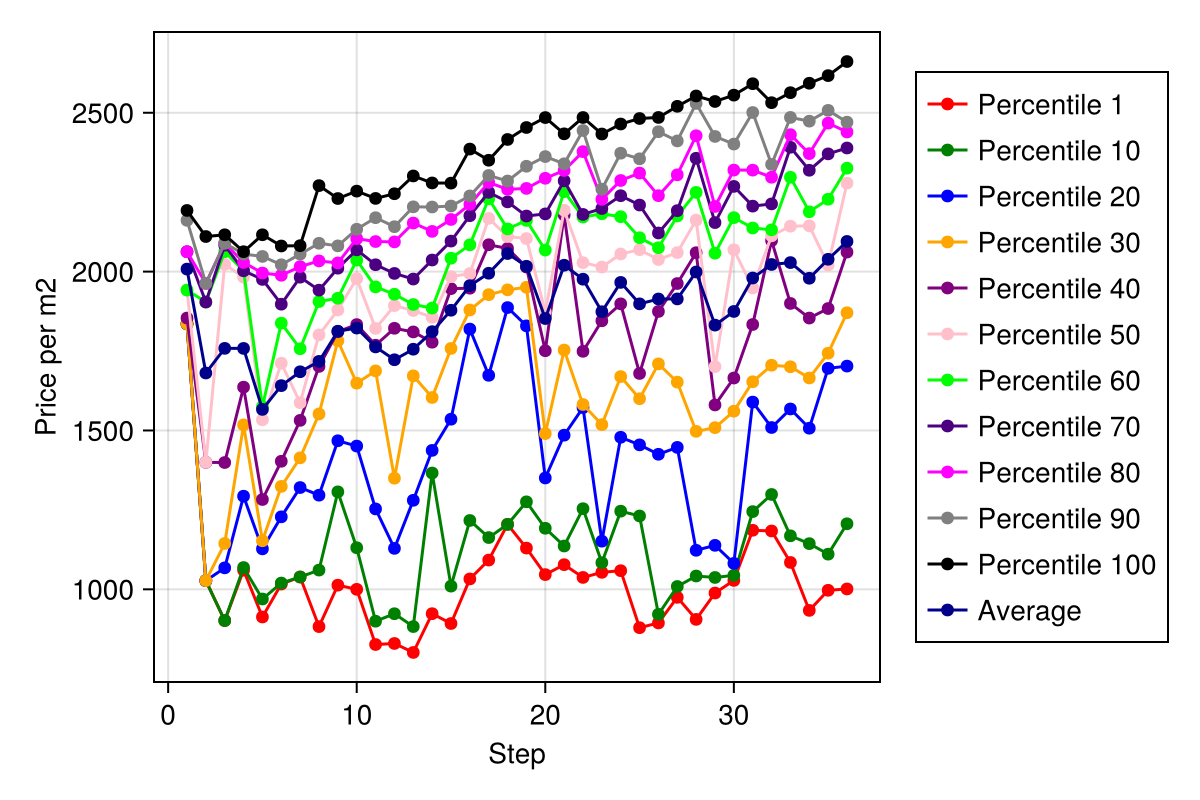 Price per m2
2500
2000
1500
1000
0 10 20 30
Step
Percentile 1
Percentile 10
Percentile 20
Percentile 30
Percentile 40
Percentile 50
Percentile 60
Percentile 70
Percentile 80
Percentile 90
Percentile 100
Average